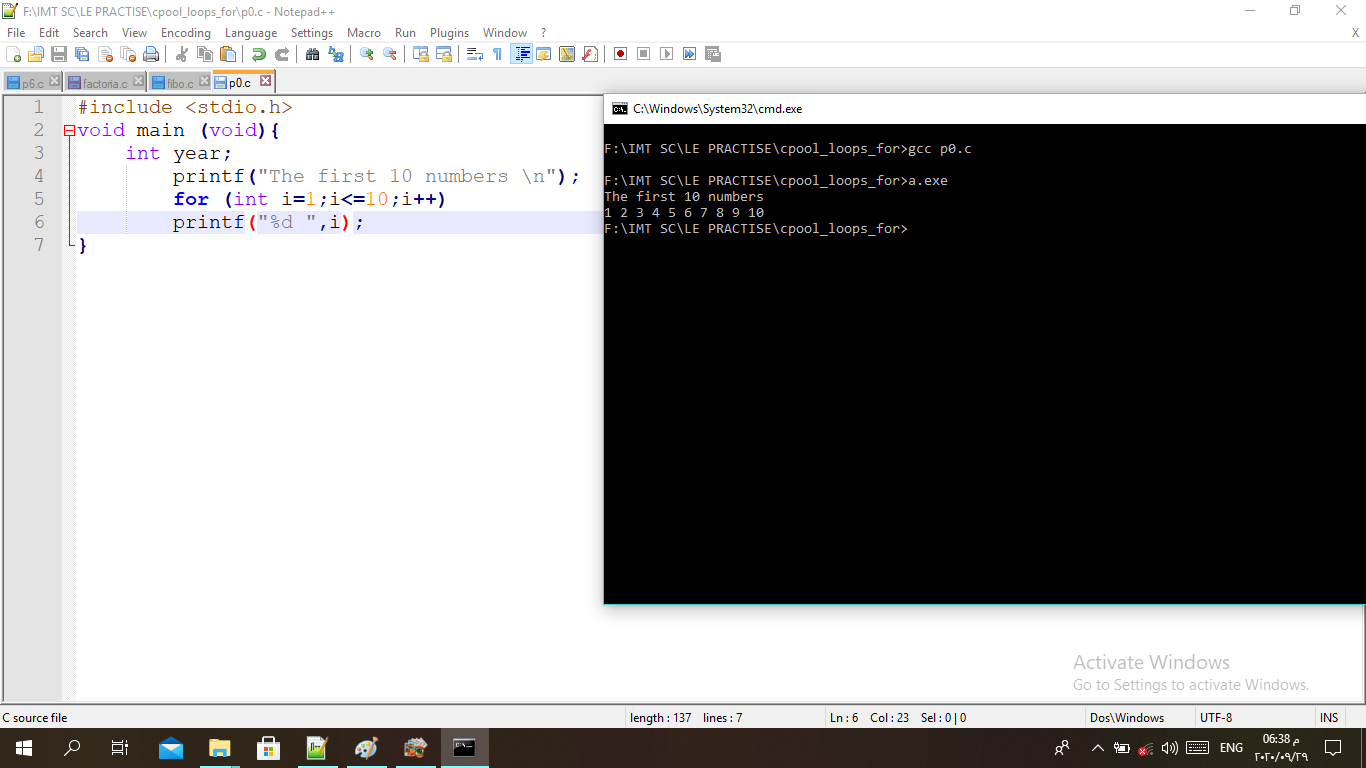 F:\IMT SC\LE PRACTISE\cpool_loops_for\p0.c - Notepad++
File Edit Search View Encoding Language Settings Macro Run Plugins Window ? X
p6.c factoria.c fibo.c p0.c
1 #include <stdio.h>
2 void main (void){
3 int year;
4 printf("The first 10 numbers \n");
5 for (int i=1;i<=10;i++)
6 printf("%d ",i);
7 }
C:\Windows\System32\cmd.exe
F:\IMT SC\LE PRACTISE\cpool_loops_for>gcc p0.c
F:\IMT SC\LE PRACTISE\cpool_loops_for>a.exe
The first 10 numbers
1 2 3 4 5 6 7 8 9 10
F:\IMT SC\LE PRACTISE\cpool_loops_for>
Activate Windows
Go to Settings to activate Windows.
C source file length : 137 lines : 7 Ln : 6 Col : 23 Sel : 0 | 0 Dos\Windows UTF-8 INS
ENG 06:38 م
٢٠٢٠/٠٩/٢٩